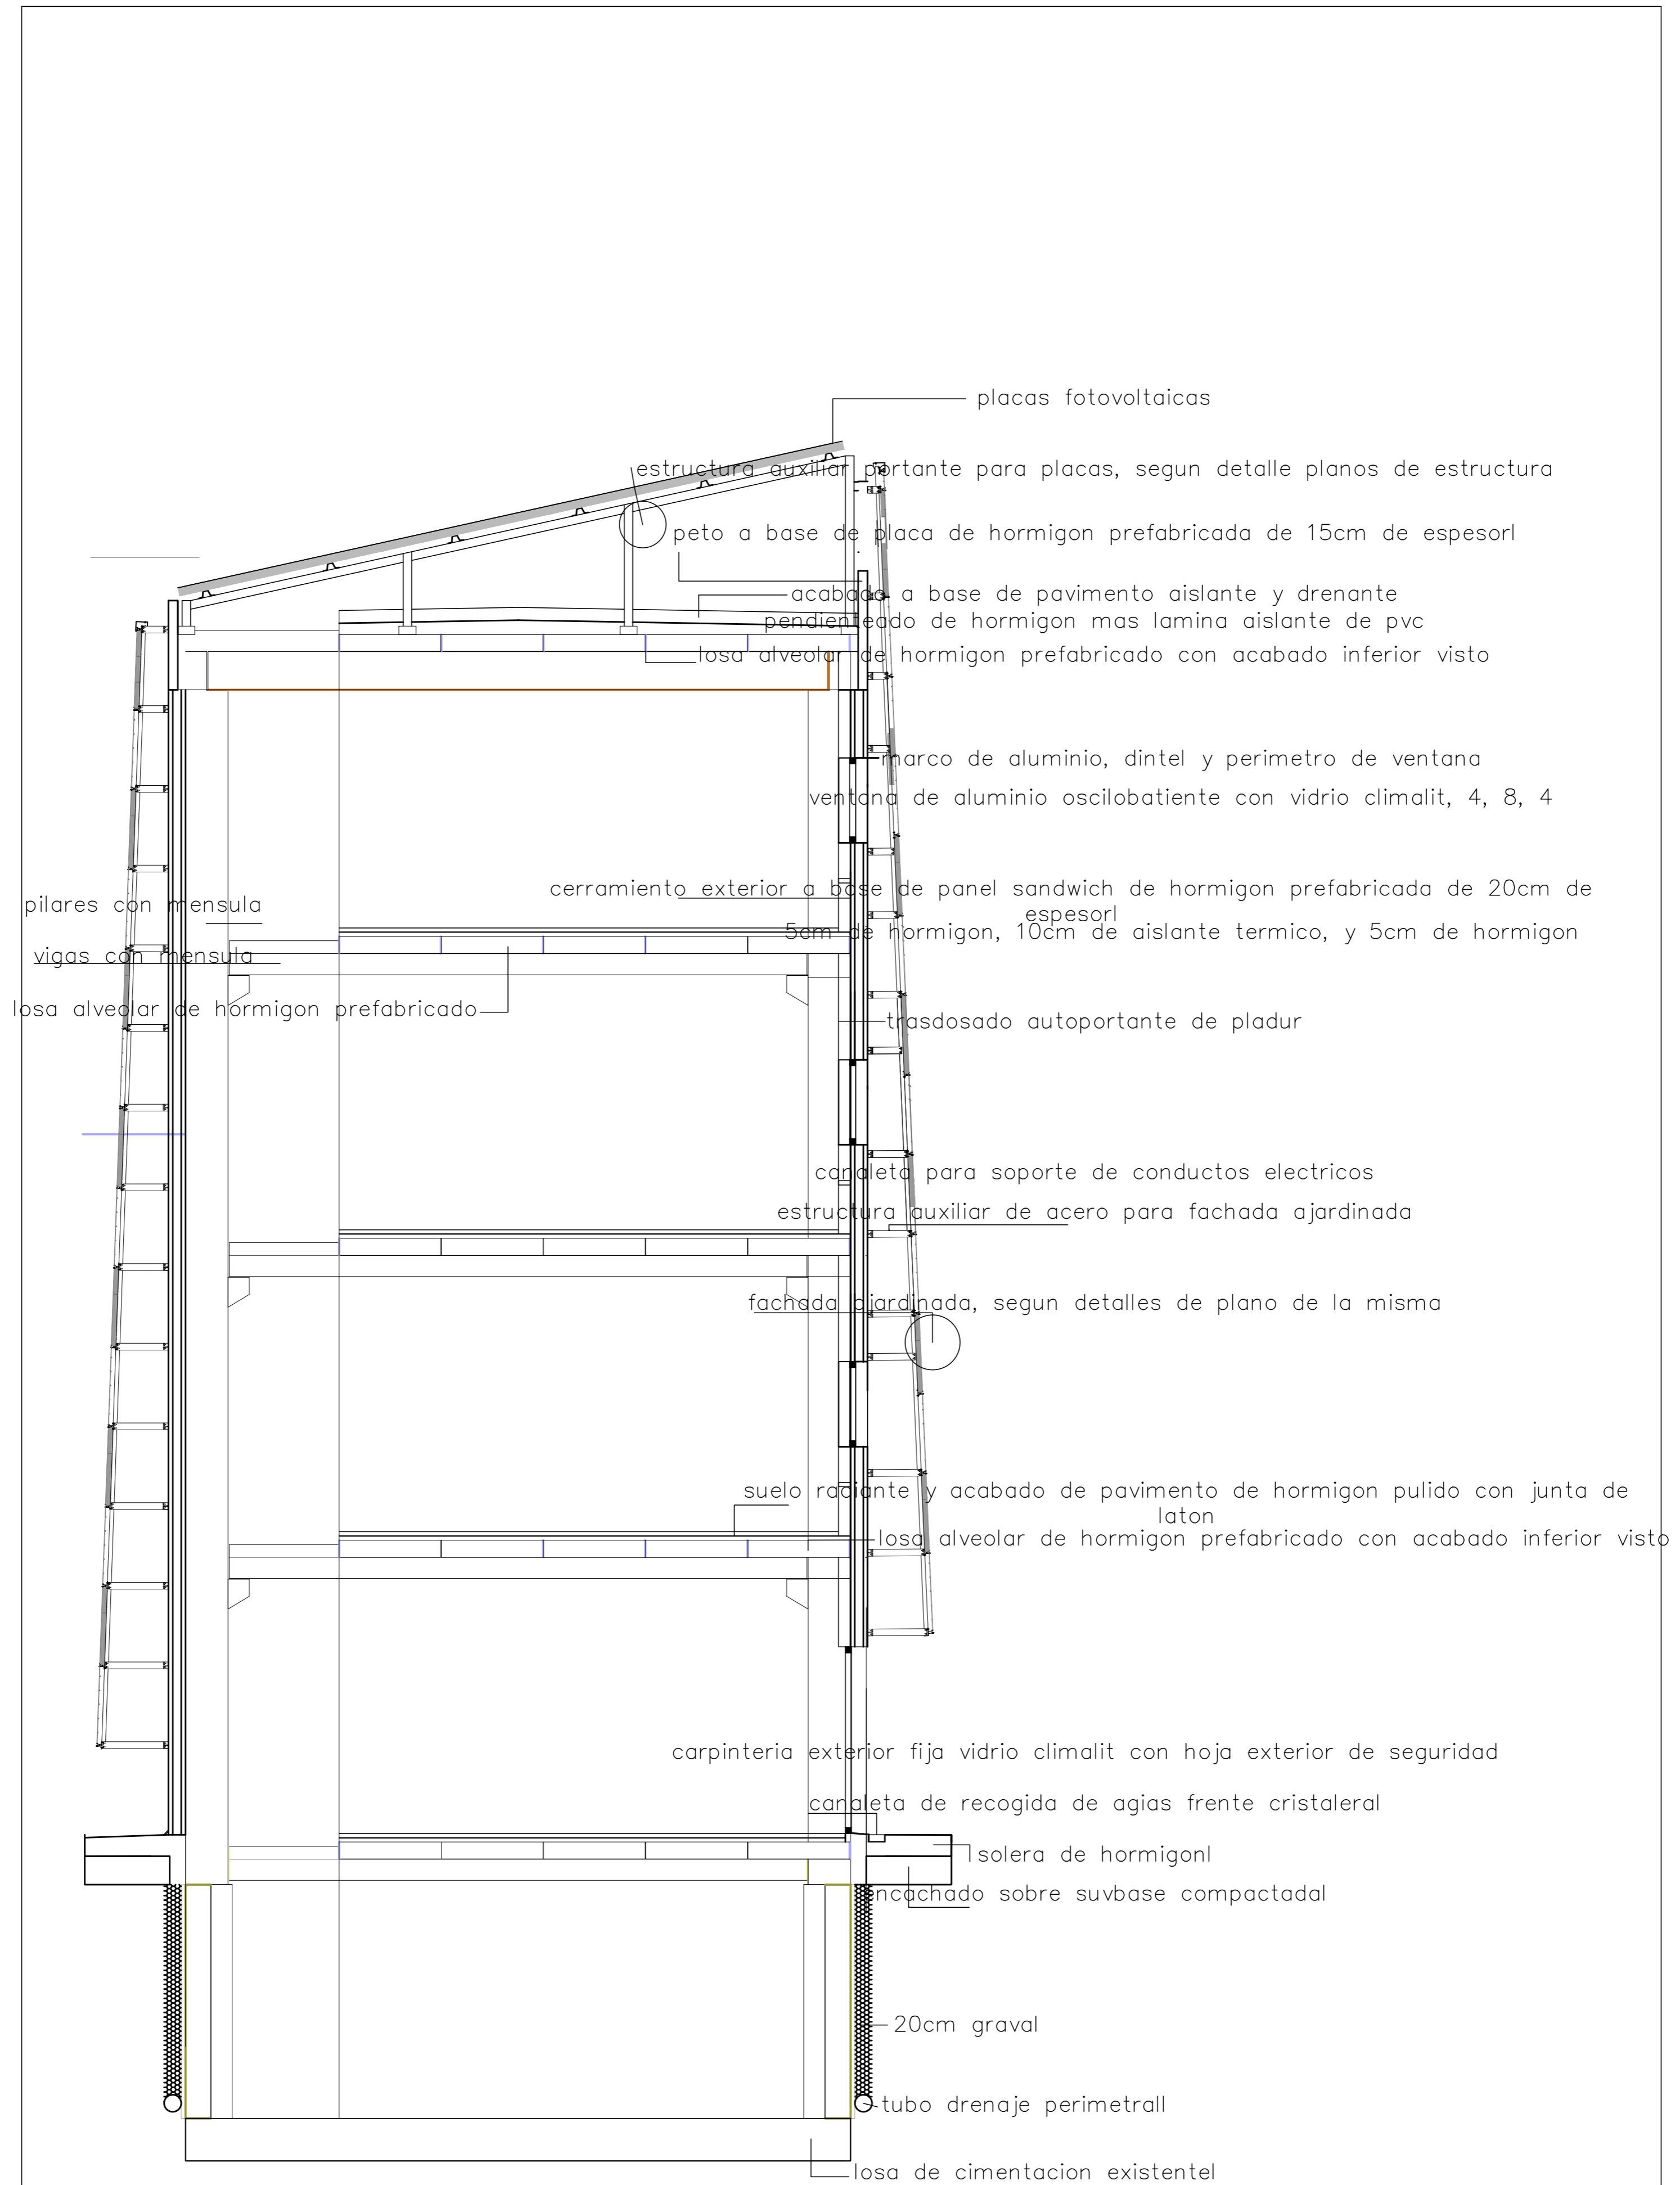 placas fotovoltaicas
estructura auxiliar portante para placas, segun detalle planos de estructura
peto a base de placa de hormigon prefabricada de 15cm de espesorl
acabado a base de pavimento aislante y drenante
pendienteado de hormigon mas lamina aislante de pvc
losa alveolar de hormigon prefabricado con acabado inferior visto
marco de aluminio, dintel y perimetro de ventana
ventana de aluminio oscilobatiente con vidrio climalit, 4, 8, 4
cerramiento exterior a base de panel sandwich de hormigon prefabricada de 20cm de
espesorl
5cm de hormigon, 10cm de aislante termico, y 5cm de hormigon
pilares con mensula
vigas con mensula
losa alveolar de hormigon prefabricado
trasdosado autoportante de pladur
canaleta para soporte de conductos electricos
estructura auxiliar de acero para fachada ajardinada
fachada ajardinada, segun detalles de plano de la misma
suelo radiante y acabado de pavimento de hormigon pulido con junta de
laton
losa alveolar de hormigon prefabricado con acabado inferior visto
carpinteria exterior fija vidrio climalit con hoja exterior de seguridad
canaleta de recogida de agias frente cristaleral
solera de hormigonl
encachado sobre suvbase compactadal
20cm graval
tubo drenaje perimetrall
losa de cimentacion existentel